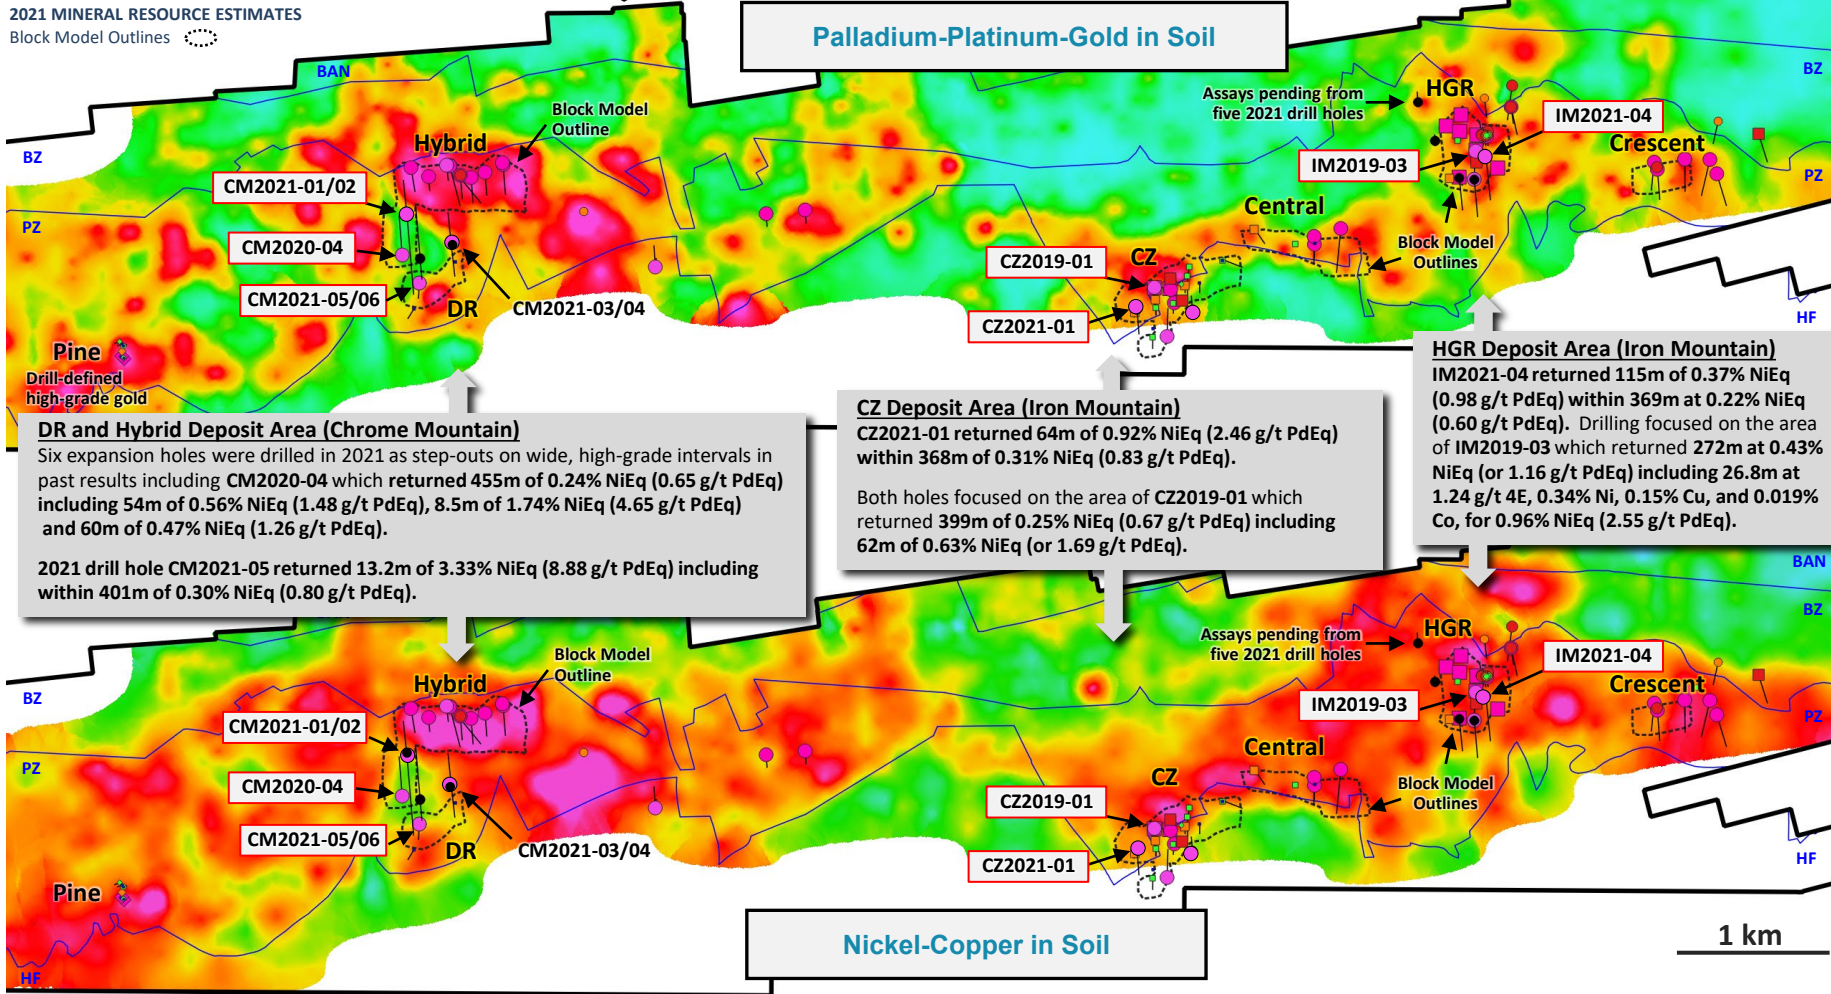 2021 MINERAL RESOURCE ESTIMATES
Block Model Outlines
Palladium-Platinum-Gold in Soil
BAN
BZ
BZ
PZ
PZ
HF
Hybrid
Block Model
Outline
CM2021-01/02
CM2020-04
CM2021-05/06
DR
CM2021-03/04
Pine
Drill-defined
high-grade gold
CZ
CZ2019-01
CZ2021-01
Central
Block Model
Outlines
Assays pending from
five 2021 drill holes
HGR
IM2021-04
IM2019-03
Crescent
DR and Hybrid Deposit Area (Chrome Mountain)
Six expansion holes were drilled in 2021 as step-outs on wide, high-grade intervals in
past results including CM2020-04 which returned 455m of 0.24% NiEq (0.65 g/t PdEq)
including 54m of 0.56% NiEq (1.48 g/t PdEq), 8.5m of 1.74% NiEq (4.65 g/t PdEq)
and 60m of 0.47% NiEq (1.26 g/t PdEq).
2021 drill hole CM2021-05 returned 13.2m of 3.33% NiEq (8.88 g/t PdEq) including
within 401m of 0.30% NiEq (0.80 g/t PdEq).
CZ Deposit Area (Iron Mountain)
CZ2021-01 returned 64m of 0.92% NiEq (2.46 g/t PdEq)
within 368m of 0.31% NiEq (0.83 g/t PdEq).
Both holes focused on the area of CZ2019-01 which
returned 399m of 0.25% NiEq (0.67 g/t PdEq) including
62m of 0.63% NiEq (or 1.69 g/t PdEq).
HGR Deposit Area (Iron Mountain)
IM2021-04 returned 115m of 0.37% NiEq
(0.98 g/t PdEq) within 369m at 0.22% NiEq
(0.60 g/t PdEq). Drilling focused on the area
of IM2019-03 which returned 272m at 0.43%
NiEq (or 1.16 g/t PdEq) including 26.8m at
1.24 g/t 4E, 0.34% Ni, 0.15% Cu, and 0.019%
Co, for 0.96% NiEq (2.55 g/t PdEq).
BAN
BZ
BZ
PZ
PZ
HF
HF
Hybrid
Block Model
Outline
CM2021-01/02
CM2020-04
CM2021-05/06
DR
CM2021-03/04
Pine
CZ
CZ2019-01
CZ2021-01
Central
Block Model
Outlines
Assays pending from
five 2021 drill holes
HGR
IM2021-04
IM2019-03
Crescent
Nickel-Copper in Soil
1 km